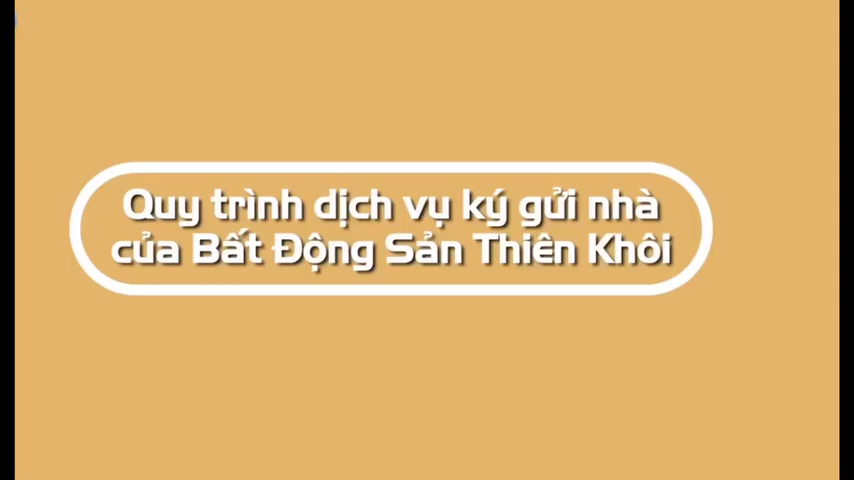 Quy trình dịch vụ ký gửi nhà
của Bất Động Sản Thiên Khôi